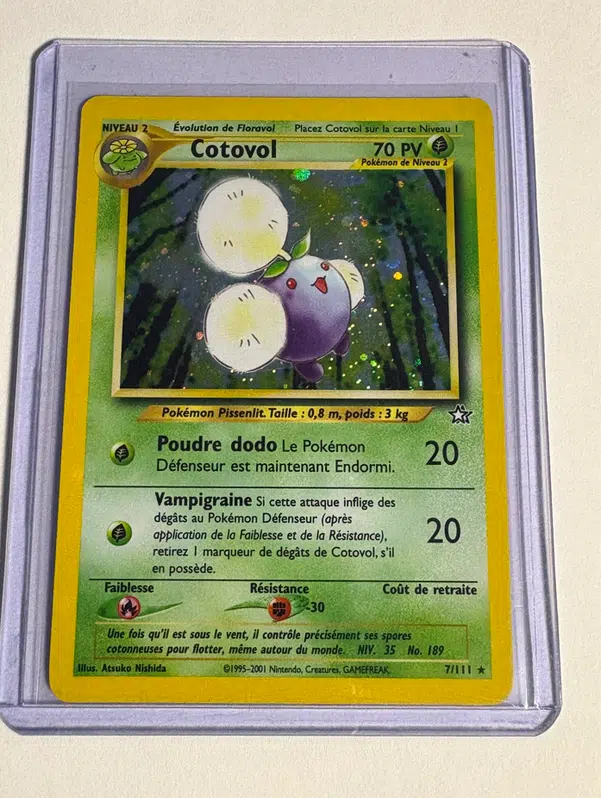 NIVEAU 2
Évolution de Floravol
Placez Cotovol sur la carte Niveau 1
Cotovol
70 PV
Pokémon de Niveau 2
Pokémon Pissenlit. Taille : 0,8 m, poids : 3 kg
Poudre dodo Le Pokémon
Défenseur est maintenant Endormi.
20
Vampigraine Si cette attaque inflige des
dégâts au Pokémon Défenseur (après
application de la Faiblesse et de la Résistance),
retirez 1 marqueur de dégâts de Cotovol, s'il
en possède.
20
Faiblesse
Résistance
Coût de retraite
-30
Une fois qu'il est sous le vent, il contrôle précisément ses spores
cotonneuses pour flotter, même autour du monde. NIV. 35 No. 189
Illus. Atsuko Nishida
©1995-2001 Nintendo, Creatures, GAMEFREAK.
7/111 ★